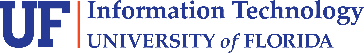 UF Information Technology
UNIVERSITY of FLORIDA